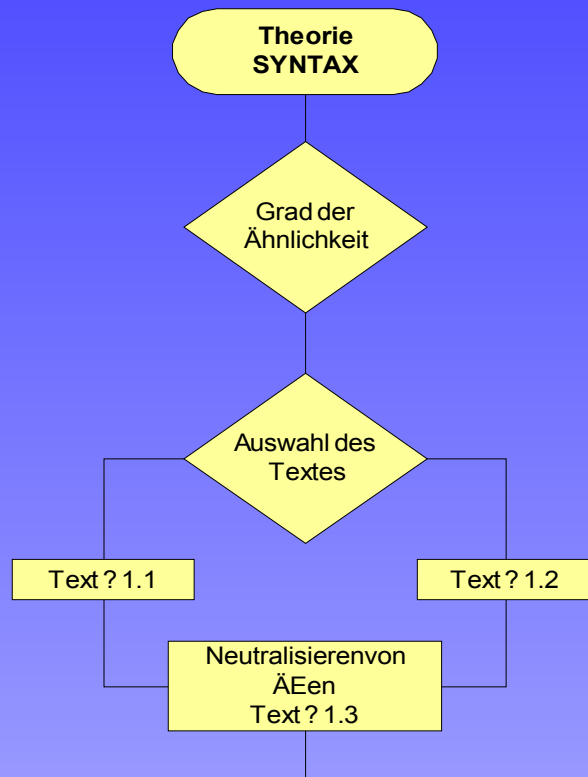 Theorie
SYNTAX
Grad der
Ähnlichkeit
Auswahl des
Textes
Text ? 1.1
Text ? 1.2
Neutralisierenvon
ÄEen
Text ? 1.3